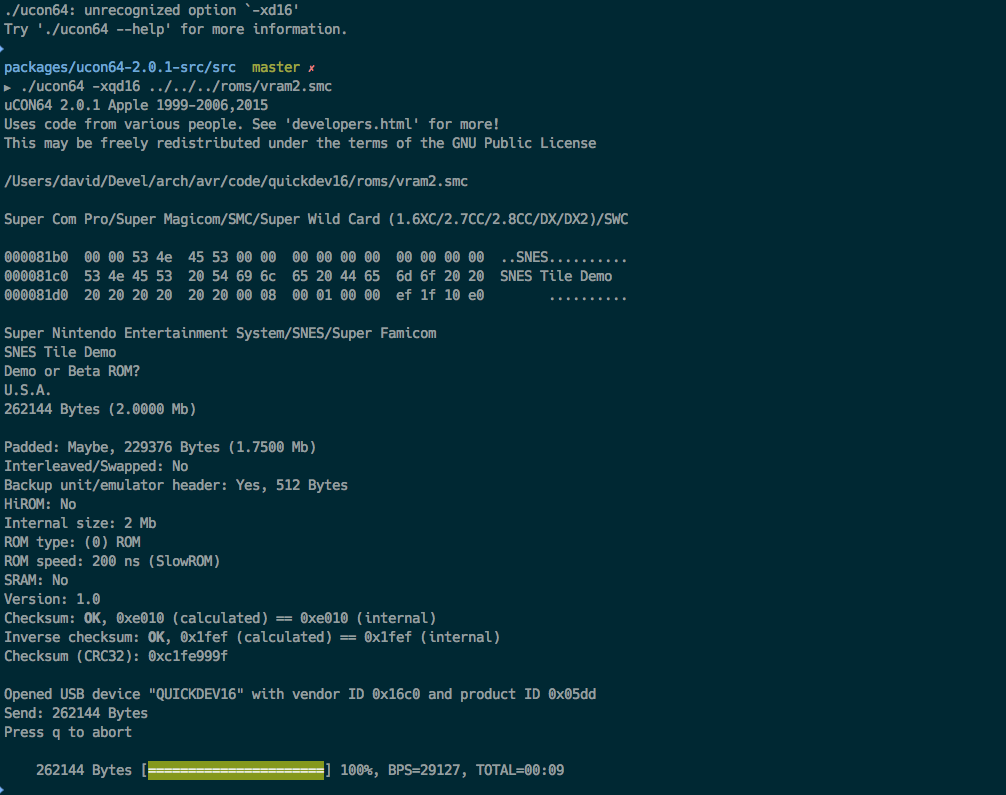 ./ucon64: unrecognized option `-xd16'
Try './ucon64 --help' for more information.
packages/ucon64-2.0.1-src/src  master ✗
▸ ./ucon64 -xqd16 ../../../roms/vram2.smc
uCON64 2.0.1 Apple 1999-2006,2015
Uses code from various people. See 'developers.html' for more!
This may be freely redistributed under the terms of the GNU Public License
/Users/david/Devel/arch/avr/code/quickdev16/roms/vram2.smc
Super Com Pro/Super Magicom/SMC/Super Wild Card (1.6XC/2.7CC/2.8CC/DX/DX2)/SWC
000081b0  00 00 53 4e  45 53 00 00  00 00 00 00  00 00 00 00  ..SNES..........
000081c0  53 4e 45 53  20 54 69 6c  65 20 44 65  6d 6f 20 20  SNES Tile Demo
000081d0  20 20 20 20  20 20 00 08  00 01 00 00  ef 1f 10 e0        ..........
Super Nintendo Entertainment System/SNES/Super Famicom
SNES Tile Demo
Demo or Beta ROM?
U.S.A.
262144 Bytes (2.0000 Mb)
Padded: Maybe, 229376 Bytes (1.7500 Mb)
Interleaved/Swapped: No
Backup unit/emulator header: Yes, 512 Bytes
HiROM: No
Internal size: 2 Mb
ROM type: (0) ROM
ROM speed: 200 ns (SlowROM)
SRAM: No
Version: 1.0
Checksum: OK, 0xe010 (calculated) == 0xe010 (internal)
Inverse checksum: OK, 0x1fef (calculated) == 0x1fef (internal)
Checksum (CRC32): 0xc1fe999f
Opened USB device "QUICKDEV16" with vendor ID 0x16c0 and product ID 0x05dd
Send: 262144 Bytes
Press q to abort
262144 Bytes [======================] 100%, BPS=29127, TOTAL=00:09